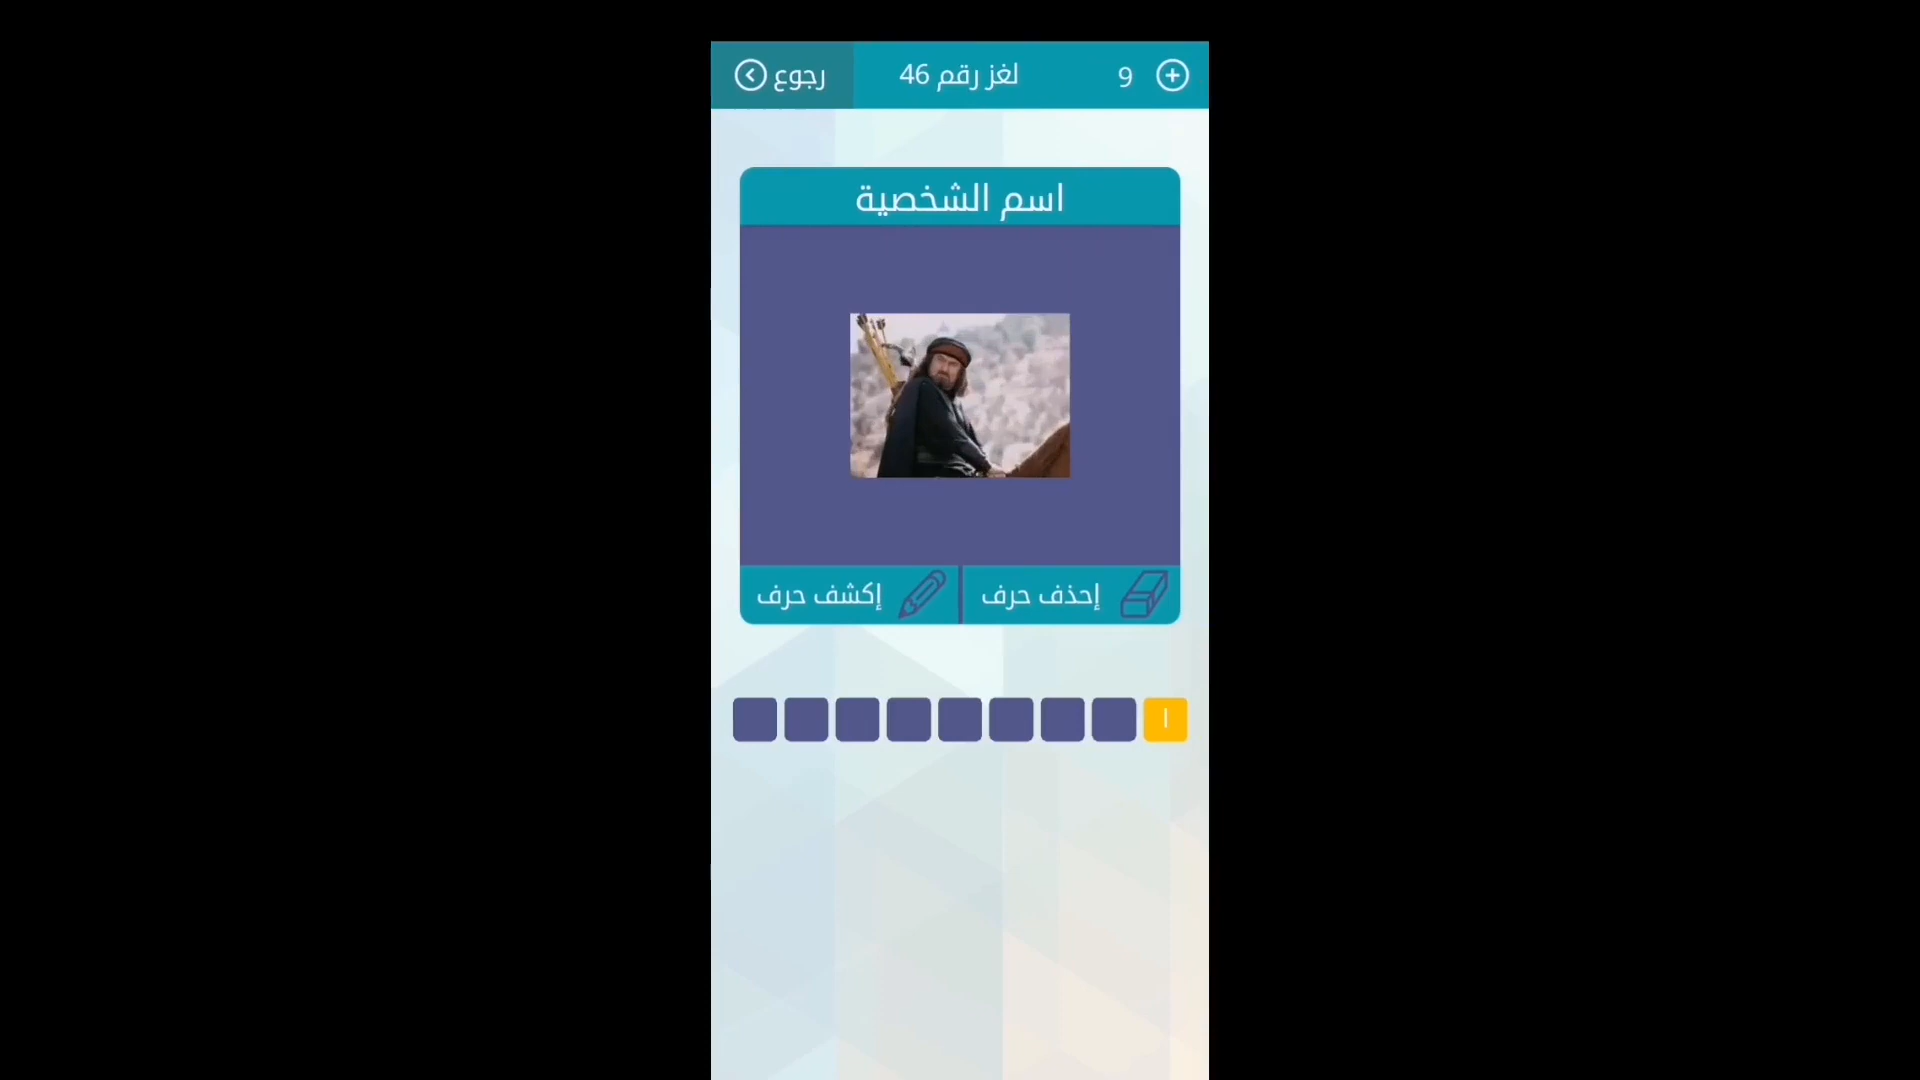 9 لغز رقم 46 رجوع
اسم الشخصية
إحذف حرف إكشف حرف
ا